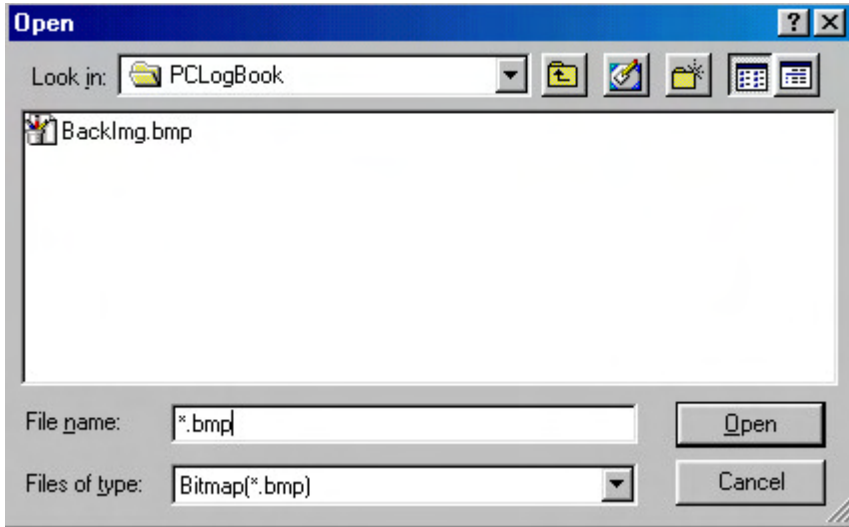 Open
Look in: PCLogBook
BackImg.bmp
File name: *.bmp Open
Files of type: Bitmap(*.bmp) Cancel